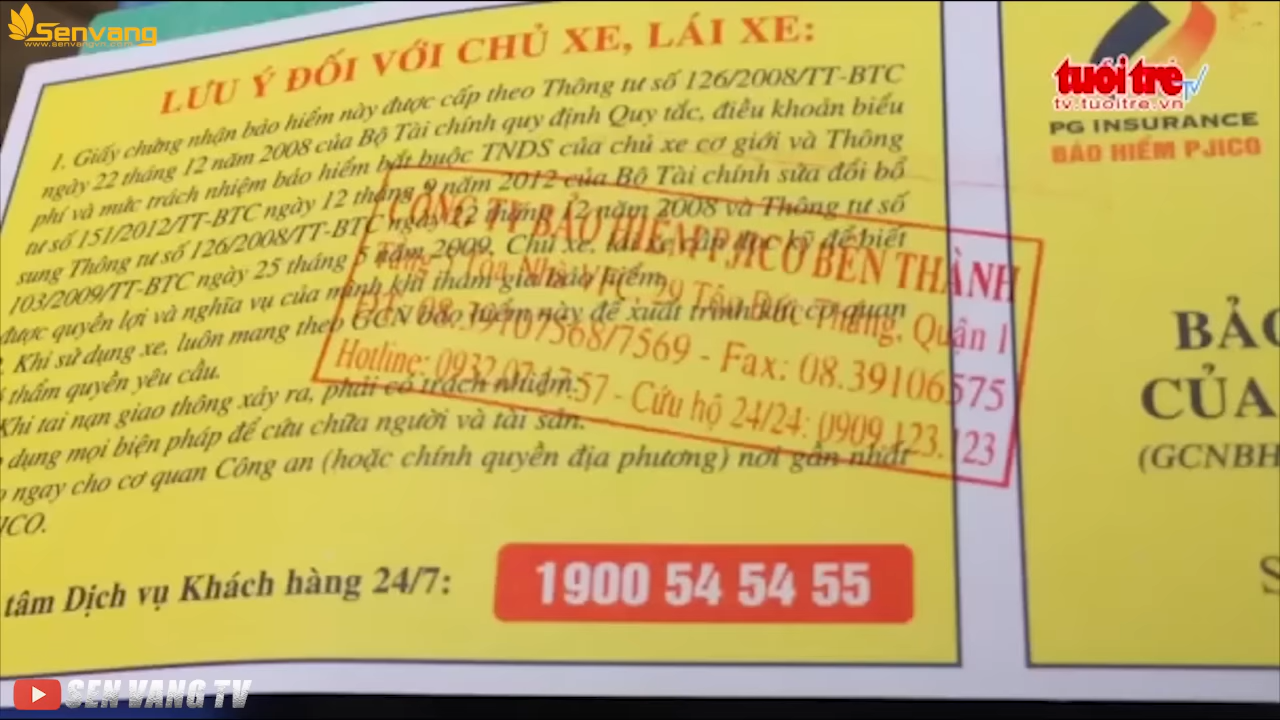 Senvang
www.senvangvn.com
LƯU Ý ĐỐI VỚI CHỦ XE, LÁI XE:
1. Giấy chứng nhận bảo hiểm này được cấp theo Thông tư số 126/2008/TT-BTC
ngày 22 tháng 12 năm 2008 của Bộ Tài chính quy định Quy tắc, điều khoản biểu
phí và mức trách nhiệm bảo hiểm bắt buộc TNDS của chủ xe cơ giới và Thông
tư số 151/2012/TT-BTC ngày 12 tháng 9 năm 2012 của Bộ Tài chính sửa đổi bổ
sung Thông tư số 126/2008/TT-BTC ngày 22 tháng 12 năm 2008 và Thông tư số
103/2009/TT-BTC ngày 25 tháng 5 năm 2009. Chủ xe, lái xe cần đọc kỹ để biết
được quyền lợi và nghĩa vụ của mình khi tham gia bảo hiểm.
Khi sử dụng xe, luôn mang theo GCN bảo hiểm này để xuất trình khi cơ quan
thẩm quyền yêu cầu.
Khi tai nạn giao thông xảy ra, phải có trách nhiệm:
dụng mọi biện pháp để cứu chữa người và tài sản.
ngay cho cơ quan Công an (hoặc chính quyền địa phương) nơi gần nhất
JICO.
CÔNG TY BẢO HIỂM PJICO BẾN THÀNH
Tòa Nhà, 29 Tôn Đức Thắng, Quận 1
ĐT: 08.39107568/7569 - Fax: 08.39106575
Hotline: - Cứu hộ 24/24: 0909.123.123
tâm Dịch vụ Khách hàng 24/7:
1900 54 54 55
tuổi trẻ TV
tv.tuoitre.vn
PG INSURANCE
BẢO HIỂM PJICO
CỦA
(GCNBH
SEN VANG TV